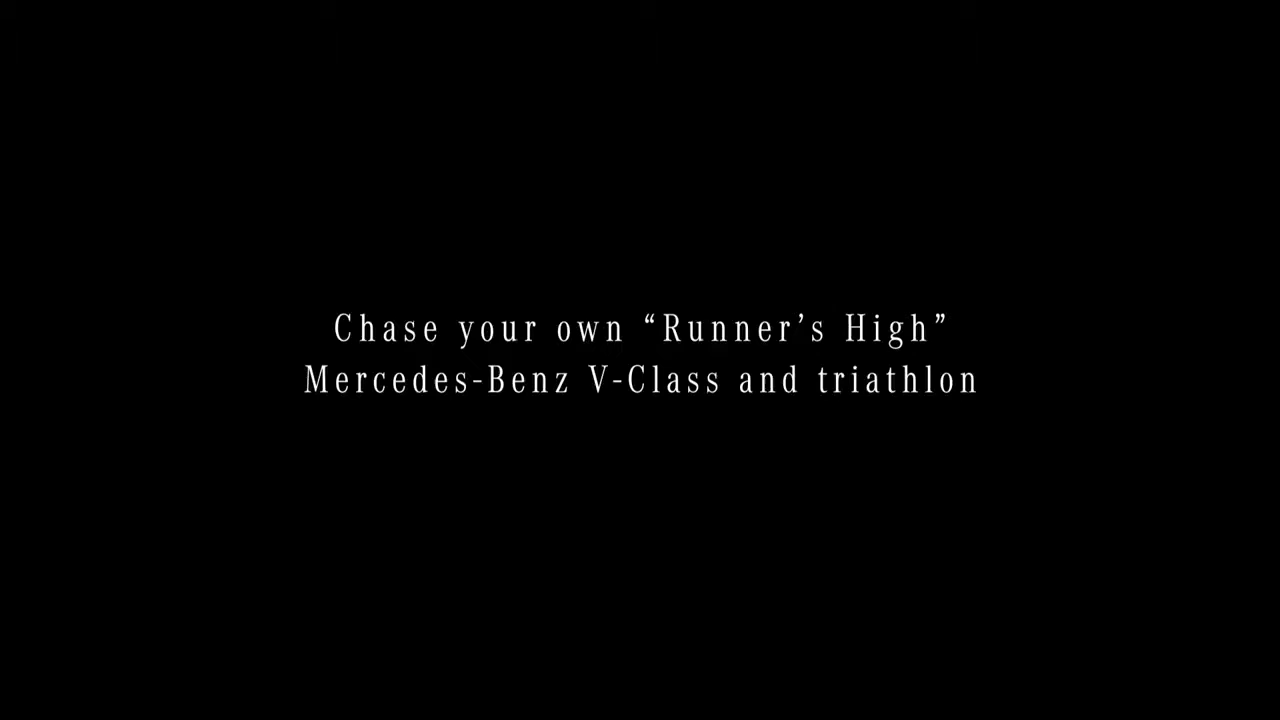 Chase your own “Runner’s High”
Mercedes-Benz V-Class and triathlon